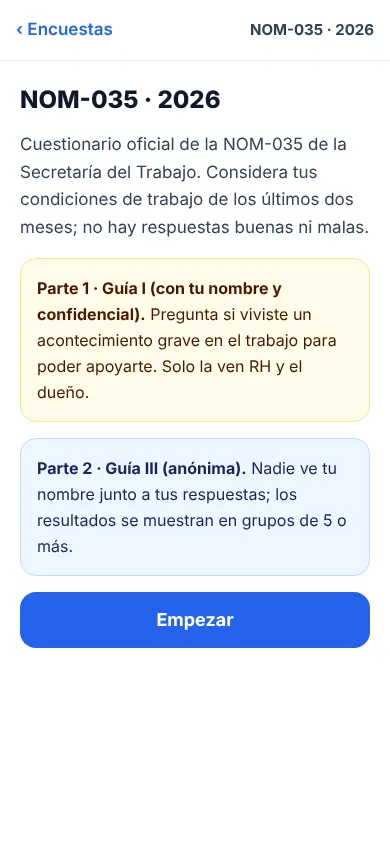 ‹ Encuestas
NOM-035 · 2026
NOM-035 · 2026
Cuestionario oficial de la NOM-035 de la
Secretaría del Trabajo. Considera tus
condiciones de trabajo de los últimos dos
meses; no hay respuestas buenas ni malas.
Parte 1 · Guía I (con tu nombre y
confidencial). Pregunta si viviste un
acontecimiento grave en el trabajo para
poder apoyarte. Solo la ven RH y el
dueño.
Parte 2 · Guía III (anónima). Nadie ve tu
nombre junto a tus respuestas; los
resultados se muestran en grupos de 5 o
más.
Empezar